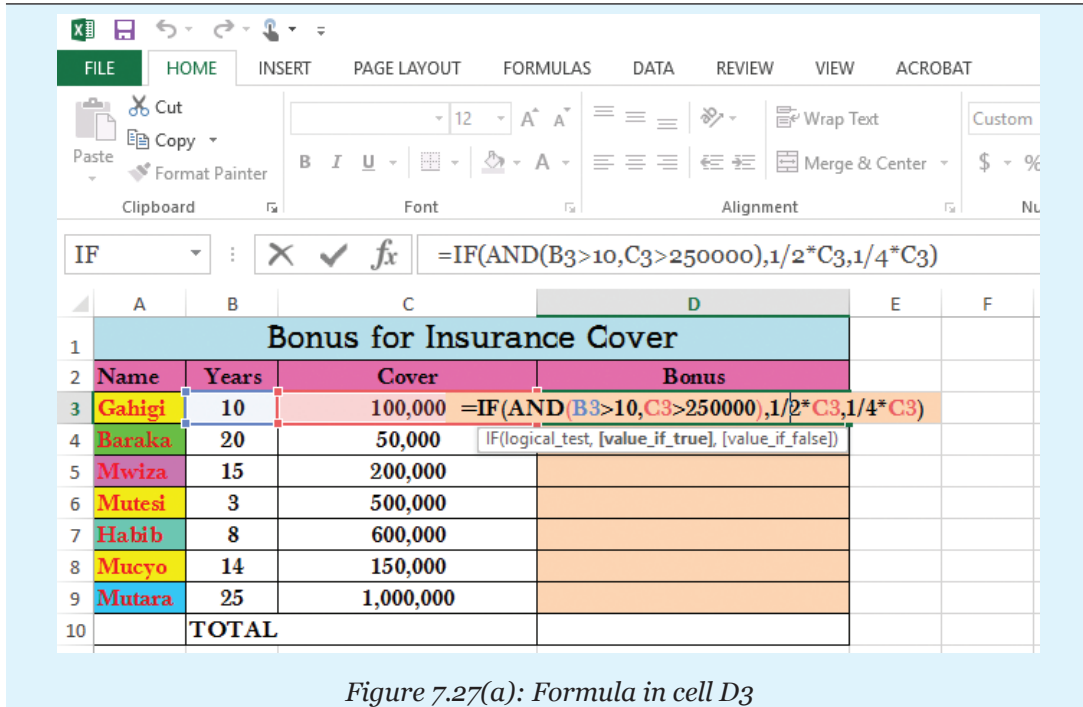 FILE HOME INSERT PAGE LAYOUT FORMULAS DATA REVIEW VIEW ACROBAT
Cut
Copy
Format Painter
Paste
12 A A
B I U A
Wrap Text
Merge & Center
Custom
$ %
Clipboard Font Alignment Nu
IF fx =IF(AND(B3>10,C3>250000),1/2*C3,1/4*C3)
A B C D E F
1 Bonus for Insurance Cover
2 Name Years Cover Bonus
3 Gahigi 10 100,000 =IF(AND(B3>10,C3>250000),1/2*C3,1/4*C3)
4 Baraka 20 50,000 IF(logical_test, [value_if_true], [value_if_false])
5 Mwiza 15 200,000
6 Mutesi 3 500,000
7 Habib 8 600,000
8 Mucyo 14 150,000
9 Mutara 25 1,000,000
10 TOTAL
Figure 7.27(a): Formula in cell D3